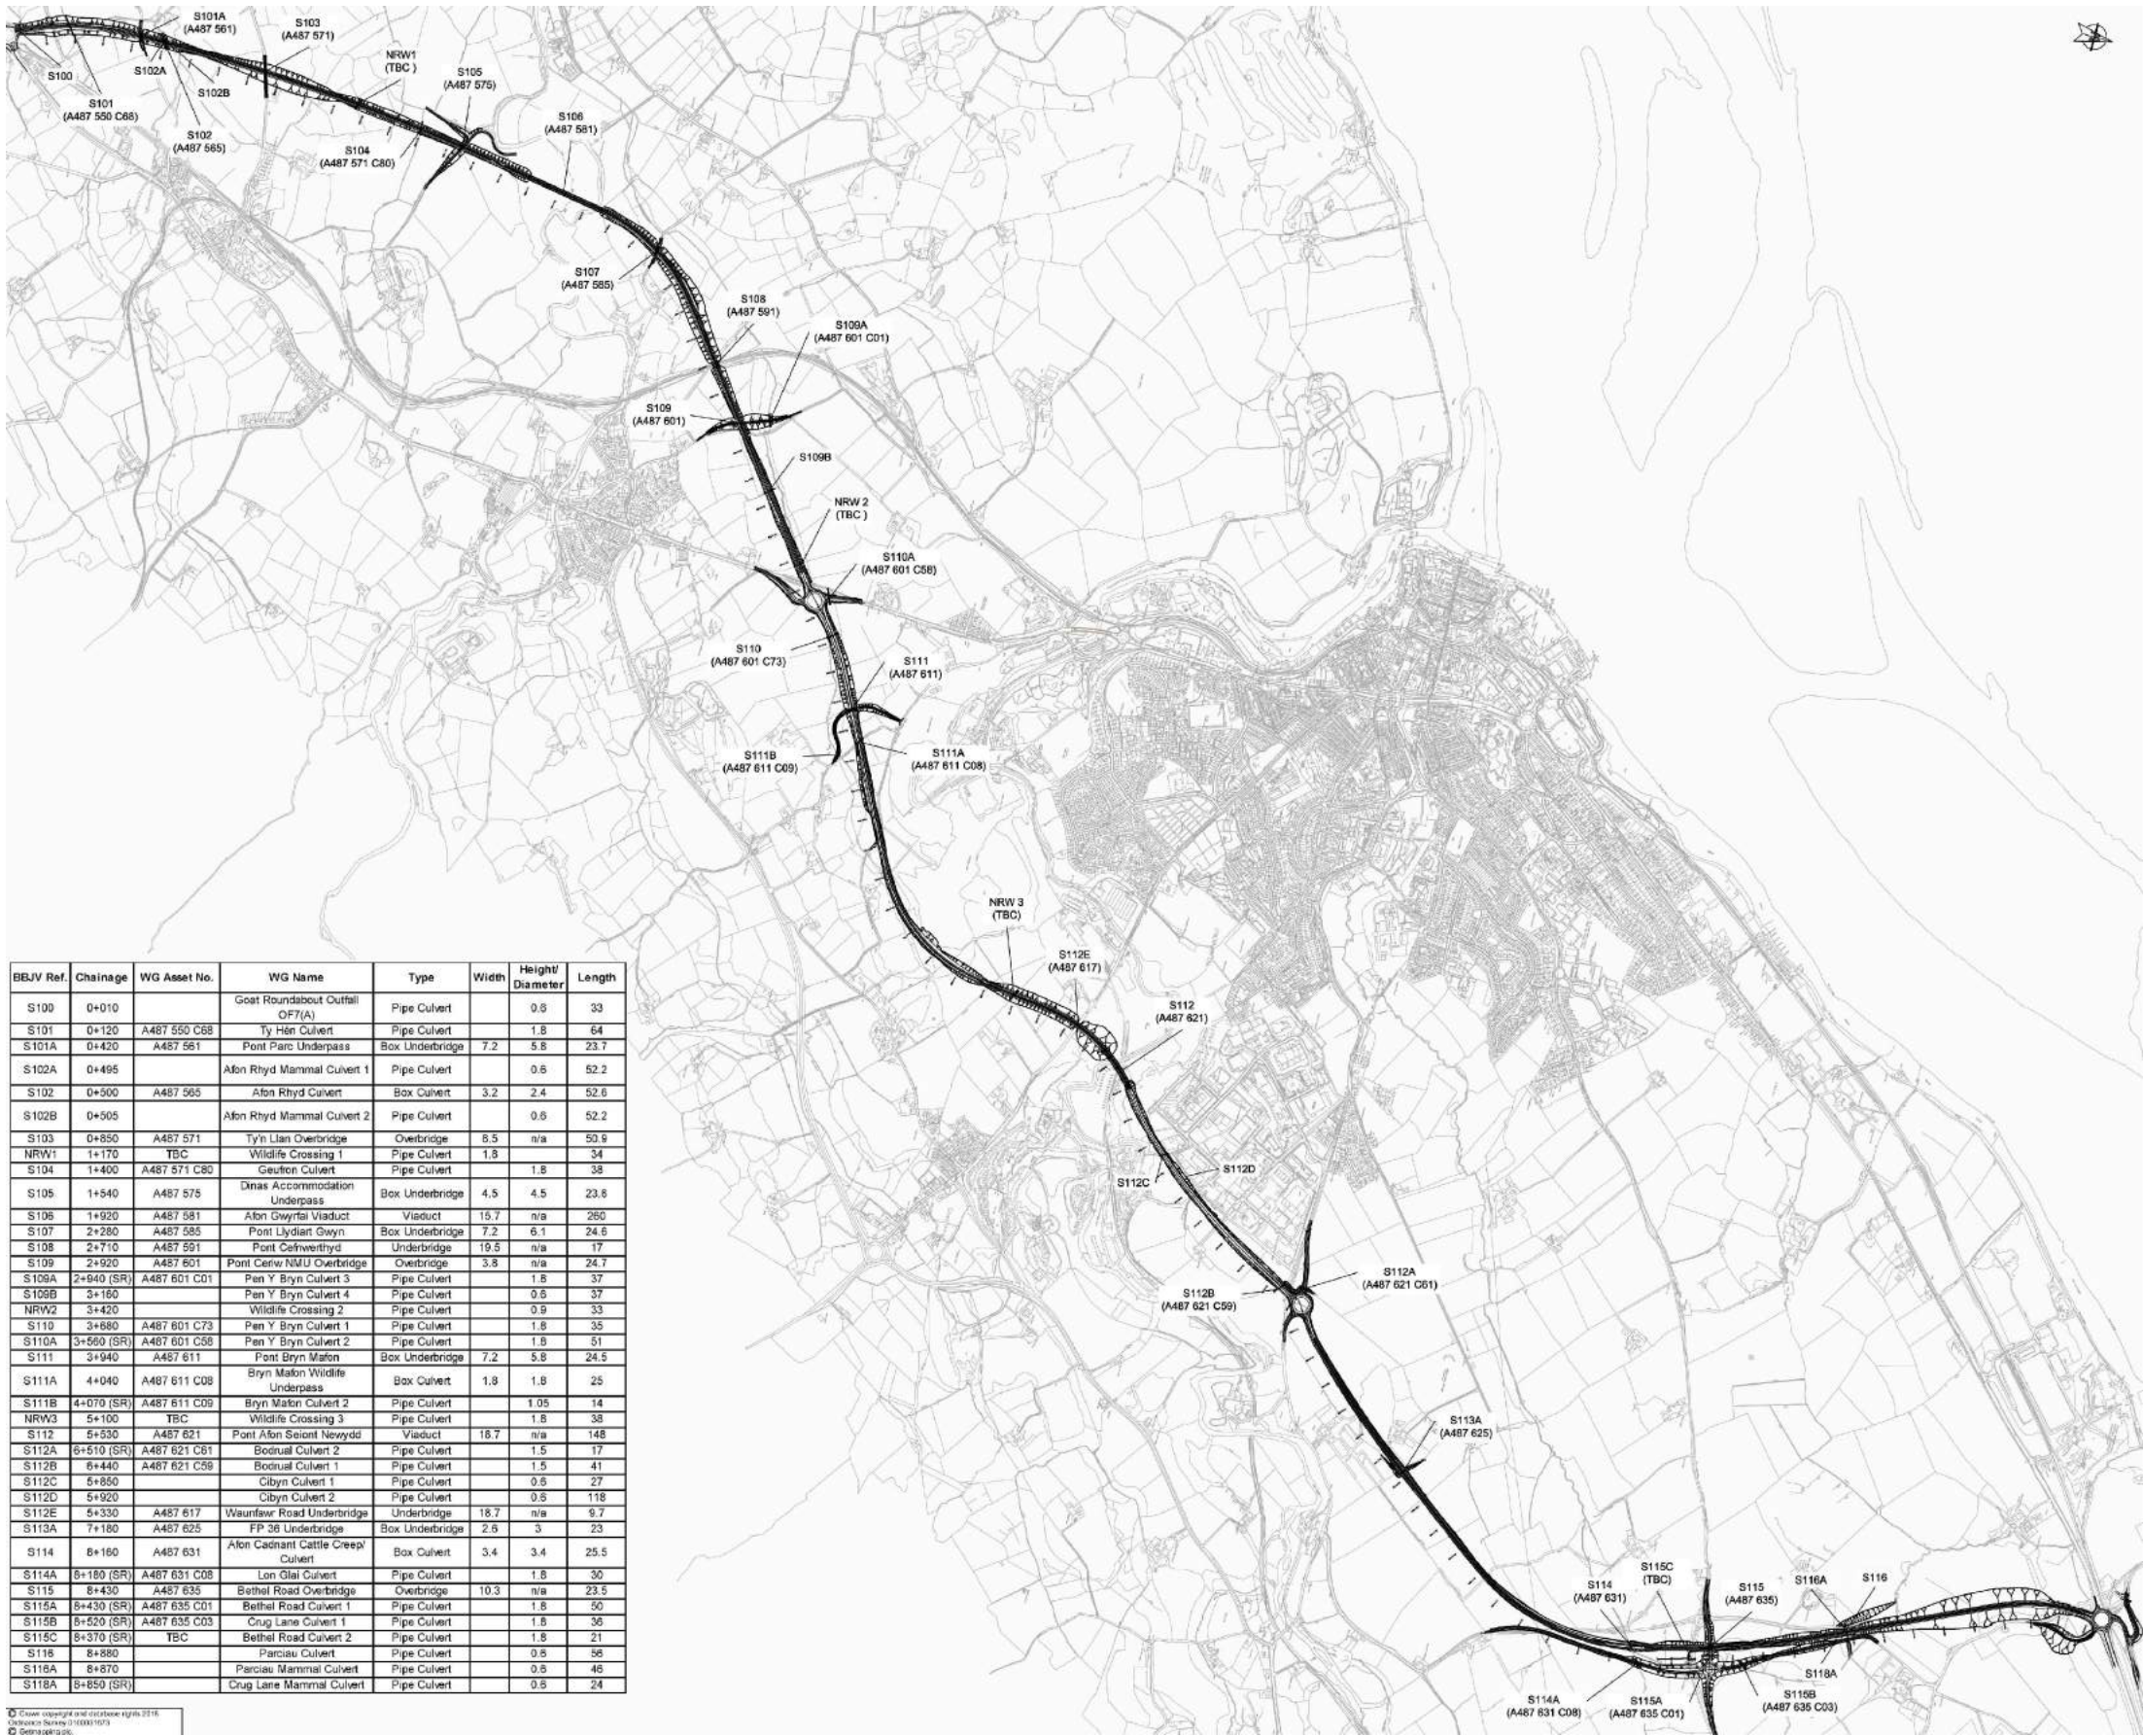 S101A
(A487 561)
S103
(A487 571)
S100
S102A
NRW1
(TBC )
S105
(A487 575)
S102B
S101
(A487 550 C68)
S102
(A487 565)
S106
(A487 581)
S104
(A487 571 C80)
S107
(A487 585)
S108
(A487 591)
S109A
(A487 601 C01)
S109
(A487 601)
S109B
NRW 2
(TBC )
S110A
(A487 601 C58)
S110
(A487 601 C73)
S111
(A487 611)
S111B
(A487 611 C09)
S111A
(A487 611 C08)
NRW 3
(TBC)
S112E
(A487 617)
S112
(A487 621)
S112D
S112C
S112A
(A487 621 C61)
S112B
(A487 621 C59)
S113A
(A487 625)
S115C
(TBC)
S114
(A487 631)
S115
(A487 635)
S116A
S116
S118A
S114A
(A487 631 C08)
S115A
(A487 635 C01)
S115B
(A487 635 C03)
BBJV Ref. Chainage WG Asset No. WG Name Type Width Height/ Diameter Length
S100 0+010 Goat Roundabout Outfall OF7(A) Pipe Culvert 0.6 33
S101 0+120 A487 550 C68 Ty Hên Culvert Pipe Culvert 1.8 64
S101A 0+420 A487 561 Pont Parc Underpass Box Underbridge 7.2 5.8 23.7
S102A 0+495 Afon Rhyd Mammal Culvert 1 Pipe Culvert 0.6 52.2
S102 0+500 A487 565 Afon Rhyd Culvert Box Culvert 3.2 2.4 52.6
S102B 0+505 Afon Rhyd Mammal Culvert 2 Pipe Culvert 0.6 52.2
S103 0+850 A487 571 Ty'n Llan Overbridge Overbridge 8.5 n/a 50.9
NRW1 1+170 TBC Wildlife Crossing 1 Pipe Culvert 1.8 34
S104 1+400 A487 571 C80 Geufron Culvert Pipe Culvert 1.8 38
S105 1+540 A487 575 Dinas Accommodation Underpass Box Underbridge 4.5 4.5 23.8
S106 1+920 A487 581 Afon Gwyrfai Viaduct Viaduct 15.7 n/a 260
S107 2+280 A487 585 Pont Llydiart Gwyn Box Underbridge 7.2 6.1 24.6
S108 2+710 A487 591 Pont Cefnwerthyd Underbridge 19.5 n/a 17
S109 2+920 A487 601 Pont Ceriw NMU Overbridge Overbridge 3.8 n/a 24.7
S109A 2+940 (SR) A487 601 C01 Pen Y Bryn Culvert 3 Pipe Culvert 1.8 37
S109B 3+160 Pen Y Bryn Culvert 4 Pipe Culvert 0.6 37
NRW2 3+420 Wildlife Crossing 2 Pipe Culvert 0.9 33
S110 3+680 A487 601 C73 Pen Y Bryn Culvert 1 Pipe Culvert 1.8 35
S110A 3+560 (SR) A487 601 C58 Pen Y Bryn Culvert 2 Pipe Culvert 1.8 51
S111 3+940 A487 611 Pont Bryn Mafon Box Underbridge 7.2 5.8 24.5
S111A 4+040 A487 611 C08 Bryn Mafon Wildlife Underpass Box Culvert 1.8 1.8 25
S111B 4+070 (SR) A487 611 C09 Bryn Mafon Culvert 2 Pipe Culvert 1.05 14
NRW3 5+100 TBC Wildlife Crossing 3 Pipe Culvert 1.8 38
S112 5+530 A487 621 Pont Afon Seiont Newydd Viaduct 18.7 n/a 148
S112A 6+510 (SR) A487 621 C61 Bodrual Culvert 2 Pipe Culvert 1.5 17
S112B 6+440 A487 621 C59 Bodrual Culvert 1 Pipe Culvert 1.5 41
S112C 5+850 Cibyn Culvert 1 Pipe Culvert 0.6 27
S112D 5+920 Cibyn Culvert 2 Pipe Culvert 0.6 118
S112E 5+330 A487 617 Waunfawr Road Underbridge Underbridge 18.7 n/a 9.7
S113A 7+180 A487 625 FP 36 Underbridge Box Underbridge 2.6 3 23
S114 8+160 A487 631 Afon Cadnant Cattle Creep/ Culvert Box Culvert 3.4 3.4 25.5
S114A 8+180 (SR) A487 631 C08 Lon Glai Culvert Pipe Culvert 1.8 30
S115 8+430 A487 635 Bethel Road Overbridge Overbridge 10.3 n/a 23.5
S115A 8+430 (SR) A487 635 C01 Bethel Road Culvert 1 Pipe Culvert 1.8 50
S115B 8+520 (SR) A487 635 C03 Crug Lane Culvert 1 Pipe Culvert 1.8 36
S115C 8+370 (SR) TBC Bethel Road Culvert 2 Pipe Culvert 1.8 21
S116 8+880 Parciau Culvert Pipe Culvert 0.6 56
S116A 8+870 Parciau Mammal Culvert Pipe Culvert 0.6 46
S118A 8+850 (SR) Crug Lane Mammal Culvert Pipe Culvert 0.6 24
© Crown copyright and database rights 2016
Ordnance Survey
© Getmapping plc.